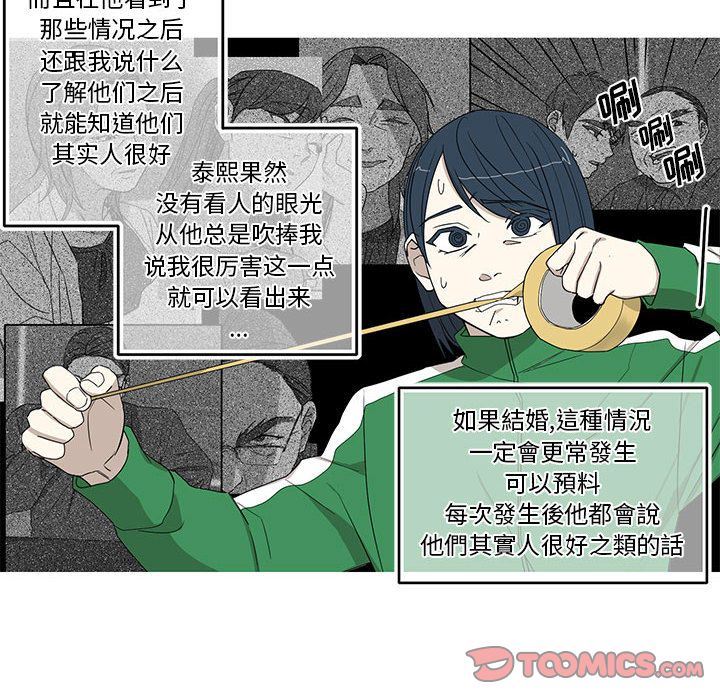 而且在他看到了
那些情况之后
还跟我说什么
了解他们之后
就能知道他们
其实人很好
泰熙果然
没有看人的眼光
从他总是吹捧我
说我很厉害这一点
就可以看出来
...
唰
唰
唰
如果結婚,這種情況
一定會更常發生
可以預料
每次發生後他都會說
他們其實人很好之類的話
TOOMICS.COM